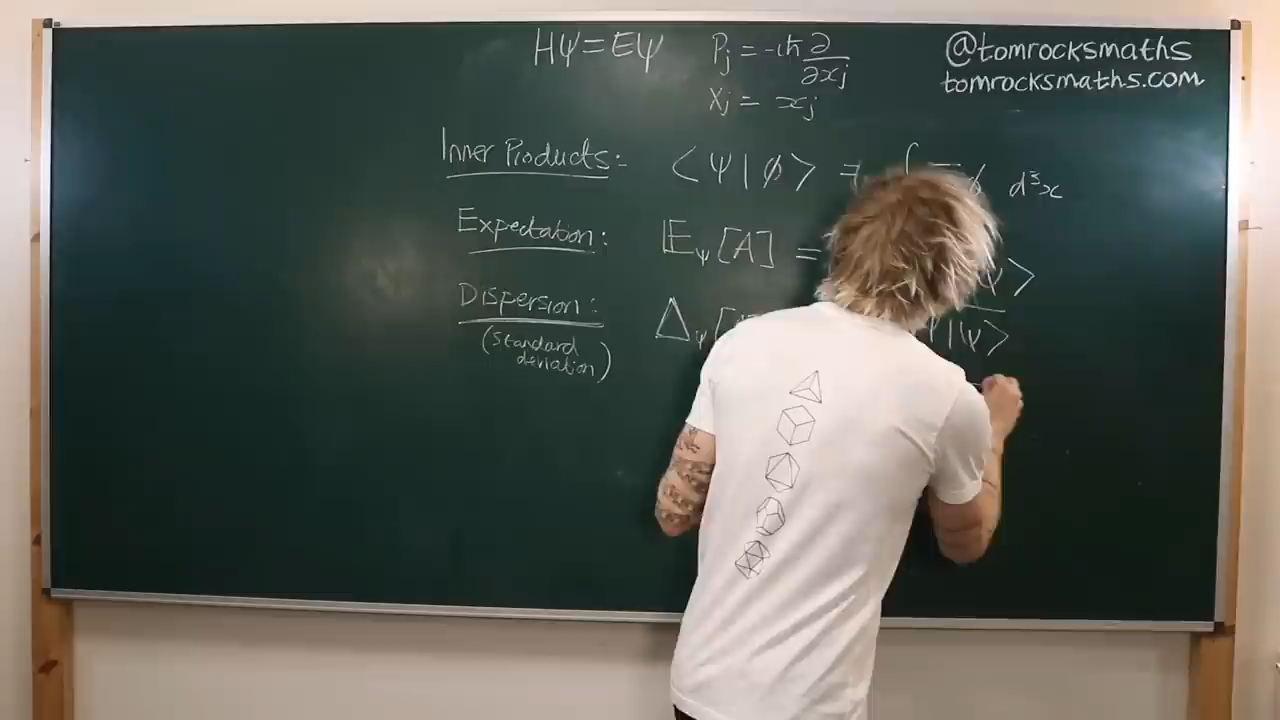 HΨ=EΨ
Pj = -iħ ∂/∂xj
Xj = xj
@tomrocksmaths
tomrocksmaths.com
Inner Products:- <Ψ|φ> = ∫ φ d³x
Expectation: 𝔼Ψ[A] = Ψ>
Ψ|Ψ>
Dispersion: ΔΨ[
(standard
deviation)